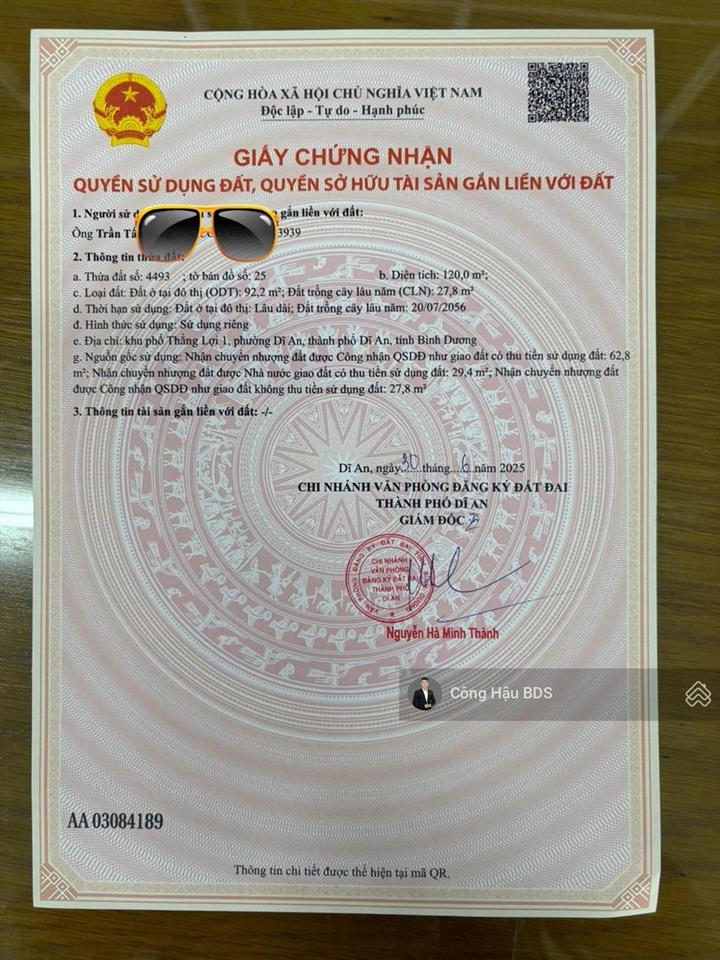 CỘNG HÒA XÃ HỘI CHỦ NGHĨA VIỆT NAM
Độc lập - Tự do - Hạnh phúc
GIẤY CHỨNG NHẬN
QUYỀN SỬ DỤNG ĐẤT, QUYỀN SỞ HỮU TÀI SẢN GẮN LIỀN VỚI ĐẤT
1. Người sử gắn liền với đất:
Ông Trần 3939
2. Thông tin thửa đất:
a. Thửa đất số: 4493 ; tờ bản đồ số: 25 b. Diện tích: 120,0 m²;
c. Loại đất: Đất ở tại đô thị (ODT): 92,2 m²; Đất trồng cây lâu năm (CLN): 27,8 m²
d. Thời hạn sử dụng: Đất ở tại đô thị: Lâu dài; Đất trồng cây lâu năm: 20/07/2056
đ. Hình thức sử dụng: Sử dụng riêng
e. Địa chỉ: khu phố Thắng Lợi 1, phường Dĩ An, thành phố Dĩ An, tỉnh Bình Dương
g. Nguồn gốc sử dụng: Nhận chuyển nhượng đất được Công nhận QSDĐ như giao đất có thu tiền sử dụng đất: 62,8
m²; Nhận chuyển nhượng đất được Nhà nước giao đất có thu tiền sử dụng đất: 29,4 m²; Nhận chuyển nhượng đất
được Công nhận QSDĐ như giao đất không thu tiền sử dụng đất: 27,8 m²
3. Thông tin tài sản gắn liền với đất: -/-
Dĩ An, ngày 30 tháng 6 năm 2025
CHI NHÁNH VĂN PHÒNG ĐĂNG KÝ ĐẤT ĐAI
THÀNH PHỐ DĨ AN
GIÁM ĐỐC
CHI NHÁNH
VĂN PHÒNG
ĐĂNG KÝ ĐẤT ĐAI
THÀNH PHỐ
DĨ AN
Nguyễn Hà Minh Thành
Công Hậu BDS
AA 03084189
Thông tin chi tiết được thể hiện tại mã QR.